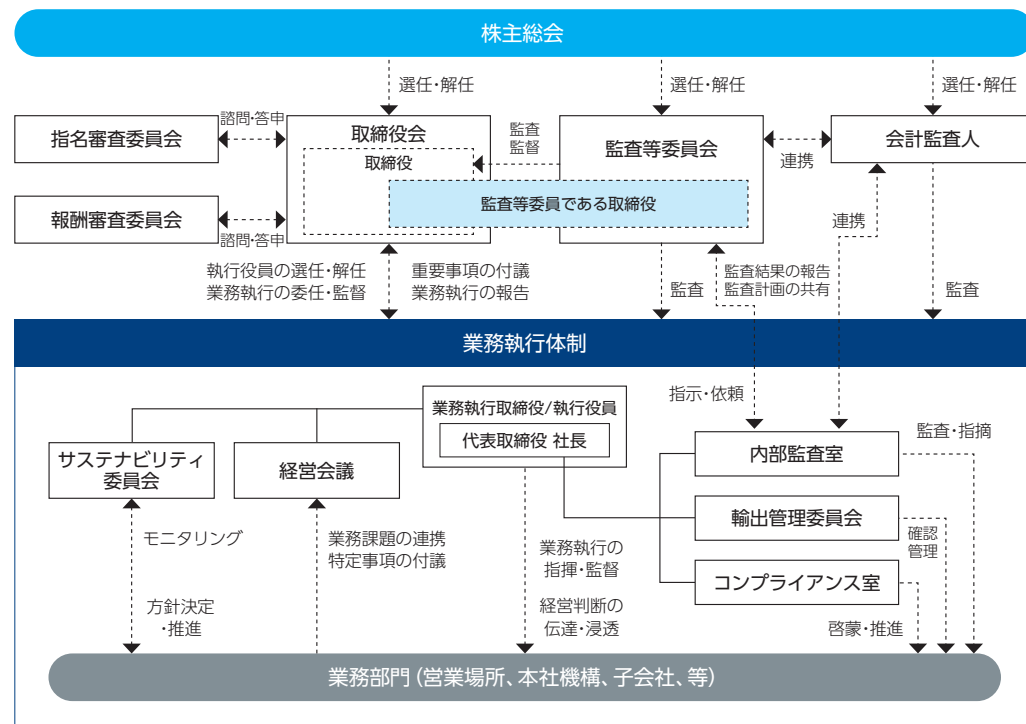 株主総会
選任・解任
選任・解任
選任・解任
指名審査委員会
諮問・答申
取締役会
取締役
監査
監督
監査等委員会
連携
会計監査人
監査等委員である取締役
報酬審査委員会
諮問・答申
連携
執行役員の選任・解任
業務執行の委任・監督
重要事項の付議
業務執行の報告
監査
監査結果の報告
監査計画の共有
監査
業務執行体制
指示・依頼
業務執行取締役/執行役員
代表取締役 社長
サステナビリティ
委員会
経営会議
内部監査室
監査・指摘
輸出管理委員会
確認
管理
コンプライアンス室
啓蒙・推進
モニタリング
方針決定
・推進
業務課題の連携
特定事項の付議
業務執行の
指揮・監督
経営判断の
伝達・浸透
業務部門（営業場所、本社機構、子会社、等）